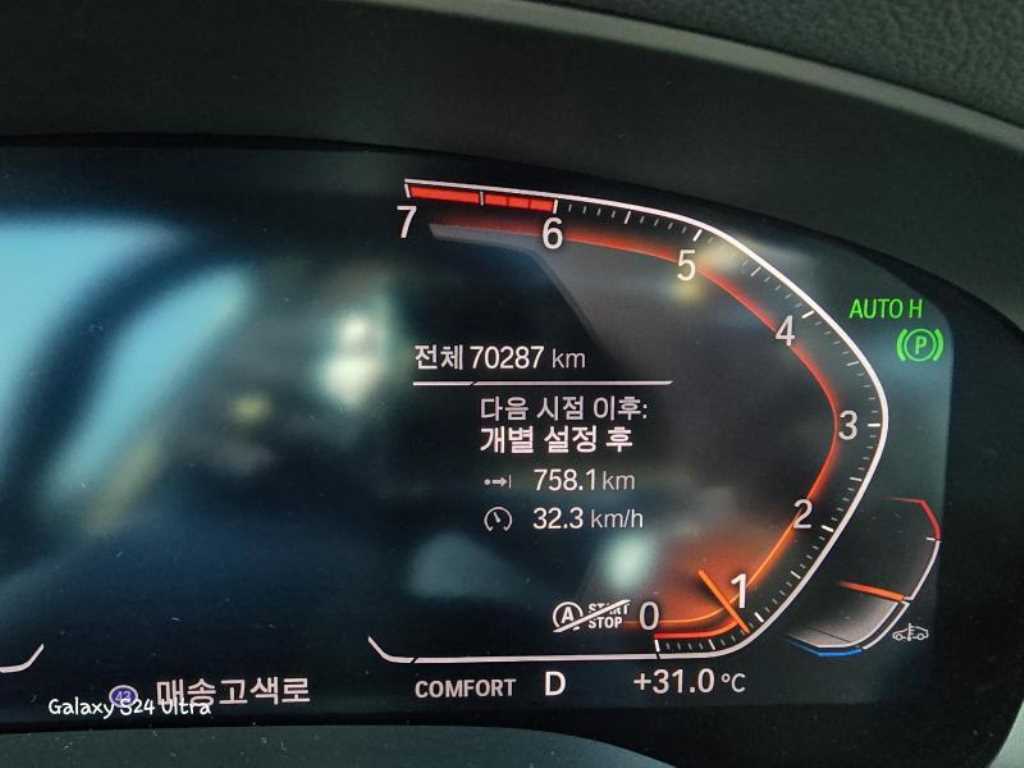 7
6
5
AUTO H
4
(P)
전체 70287 km
다음 시점 이후:
3
개별 설정 후
758.1 km
2
32.3 km/h
1
A START STOP 0
COMFORT D +31.0 °C
43 매송고색로
Galaxy S24 Ultra